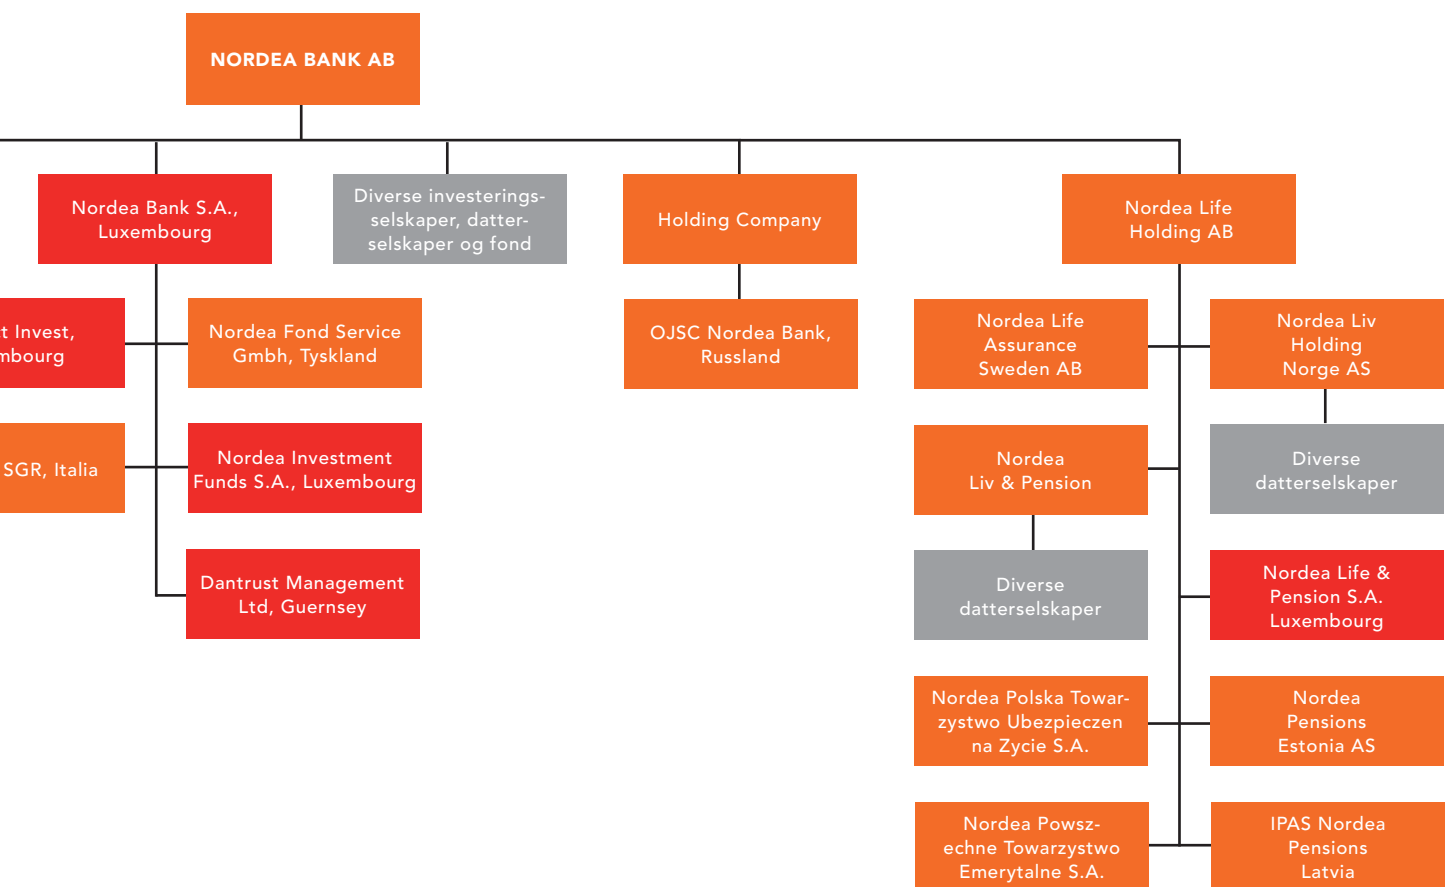 NORDEA BANK AB
Nordea Bank S.A.,
Luxembourg
Diverse investerings-
selskaper, datter-
selskaper og fond
Holding Company
Nordea Life
Holding AB
t Invest,
mbourg
Nordea Fond Service
Gmbh, Tyskland
OJSC Nordea Bank,
Russland
Nordea Life
Assurance
Sweden AB
Nordea Liv
Holding
Norge AS
SGR, Italia
Nordea Investment
Funds S.A., Luxembourg
Nordea
Liv & Pension
Diverse
datterselskaper
Dantrust Management
Ltd, Guernsey
Diverse
datterselskaper
Nordea Life &
Pension S.A.
Luxembourg
Nordea Polska Towar-
zystwo Ubezpieczen
na Zycie S.A.
Nordea
Pensions
Estonia AS
Nordea Powsz-
echne Towarzystwo
Emerytalne S.A.
IPAS Nordea
Pensions
Latvia